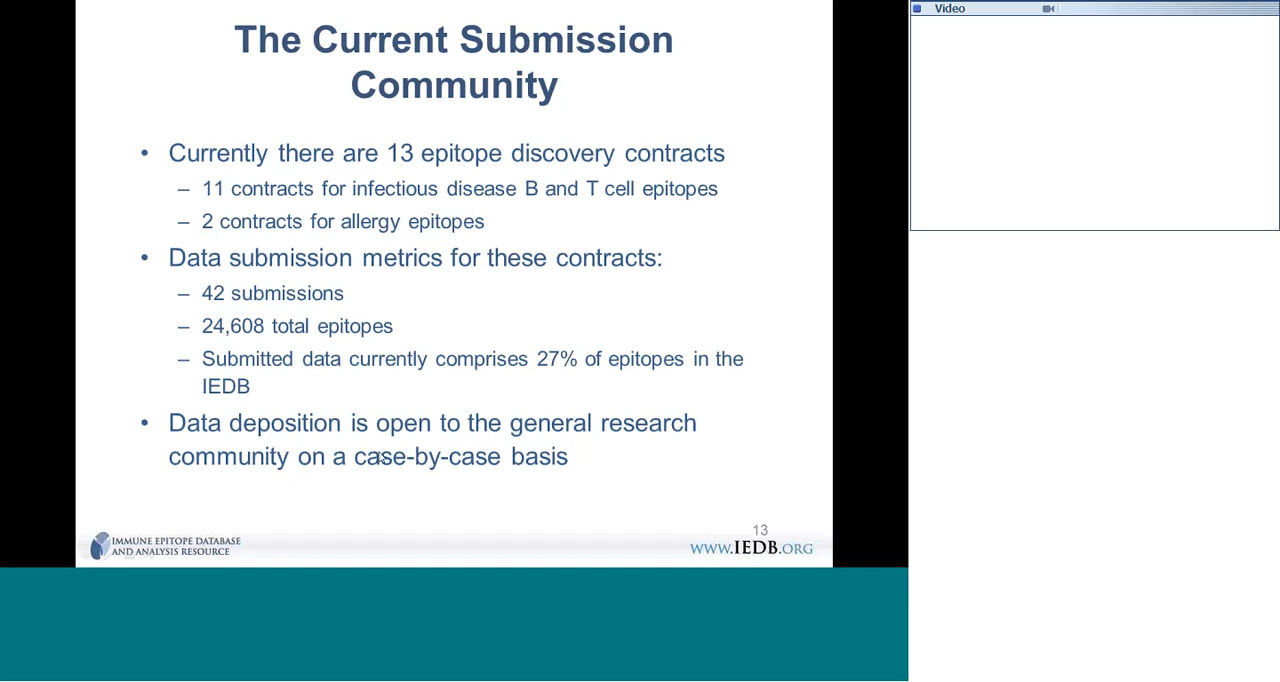 The Current Submission
Community
• Currently there are 13 epitope discovery contracts
– 11 contracts for infectious disease B and T cell epitopes
– 2 contracts for allergy epitopes
• Data submission metrics for these contracts:
– 42 submissions
– 24,608 total epitopes
– Submitted data currently comprises 27% of epitopes in the
IEDB
• Data deposition is open to the general research
community on a case-by-case basis
IMMUNE EPITOPE DATABASE
AND ANALYSIS RESOURCE
13
WWW.IEDB.ORG
Video